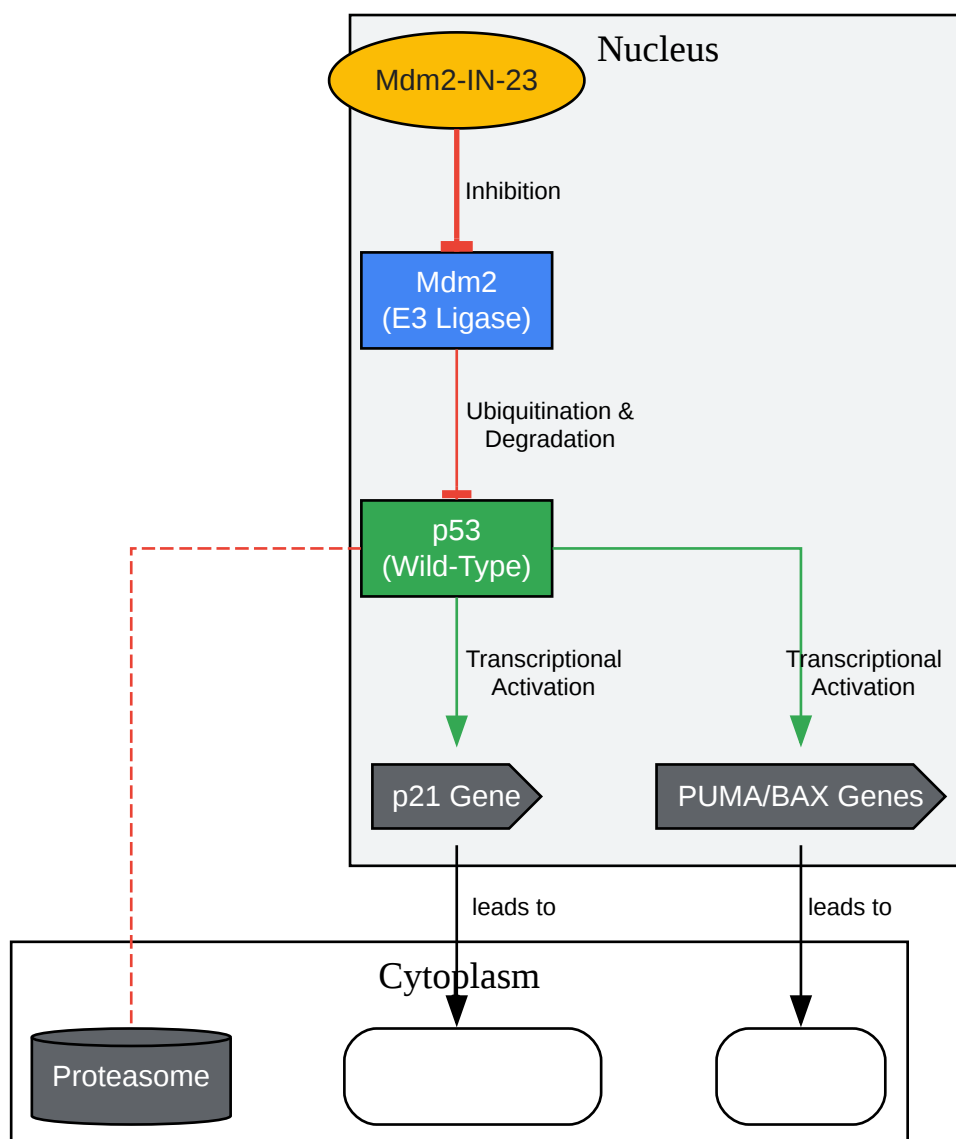 Nucleus
Mdm2-IN-23
Inhibition
Mdm2
(E3 Ligase)
Ubiquitination &
Degradation
p53
(Wild-Type)
Transcriptional
Activation
Transcriptional
Activation
p21 Gene
PUMA/BAX Genes
leads to
leads to
Cytoplasm
Proteasome